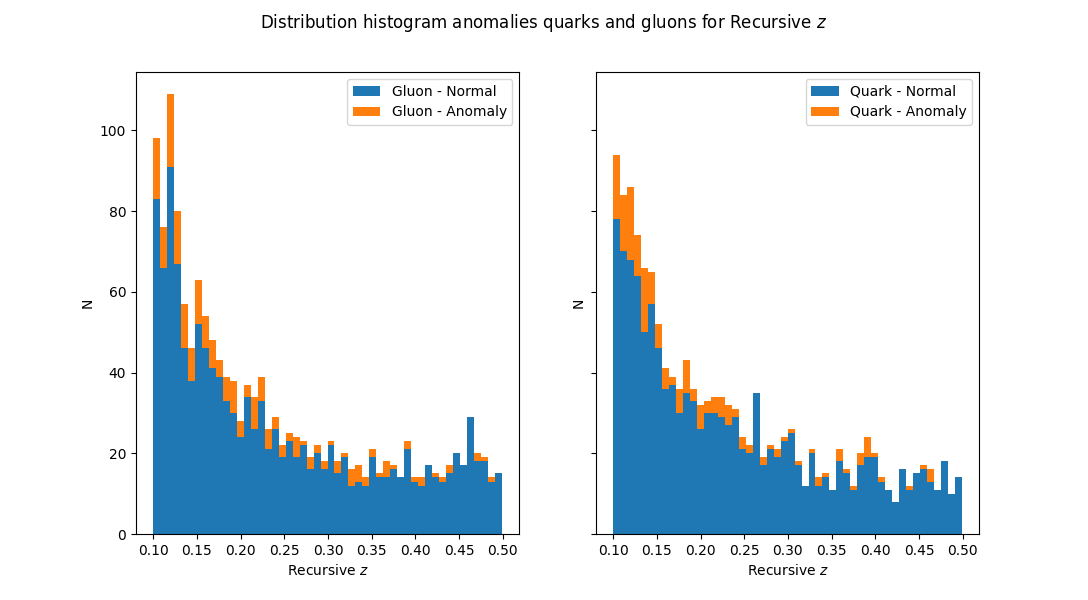 Distribution histogram anomalies quarks and gluons for Recursive z
Gluon - Normal
Gluon - Anomaly
N
100
80
60
40
20
0
0.10 0.15 0.20 0.25 0.30 0.35 0.40 0.45 0.50
Recursive z
Quark - Normal
Quark - Anomaly
N
0.10 0.15 0.20 0.25 0.30 0.35 0.40 0.45 0.50
Recursive z